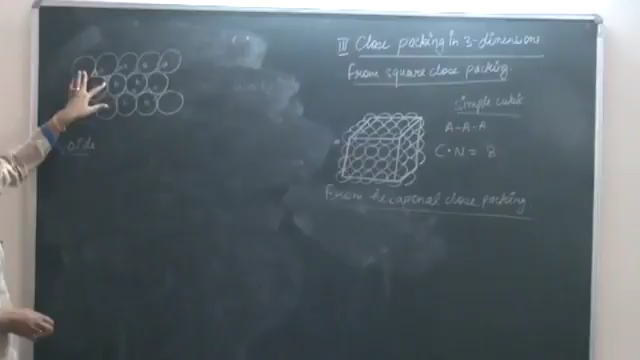 III Close packing in 3-dimensions
From square close packing
Simple cubic
A-A-A
C.N = 8
From hexagonal close packing